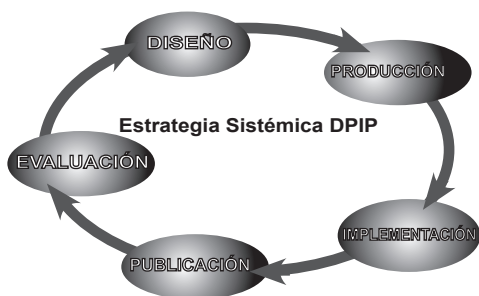 DISEÑO
PRODUCCIÓN
Estrategia Sistémica DPIP
EVALUACIÓN
IMPLEMENTACIÓN
PUBLICACIÓN